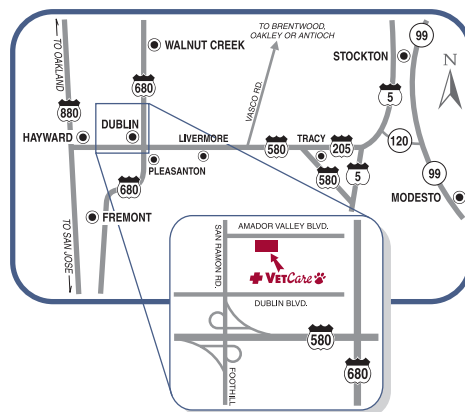 TO OAKLAND
WALNUT CREEK
TO BRENTWOOD,
OAKLEY OR ANTIOCH
STOCKTON
99
N
680
880
5
VASCO RD.
HAYWARD
DUBLIN
LIVERMORE
580
TRACY
205
120
PLEASANTON
680
580
5
99
MODESTO
FREMONT
TO SAN JOSE
SAN RAMON RD.
AMADOR VALLEY BLVD.
VETCare
DUBLIN BLVD.
580
680
FOOTHILL